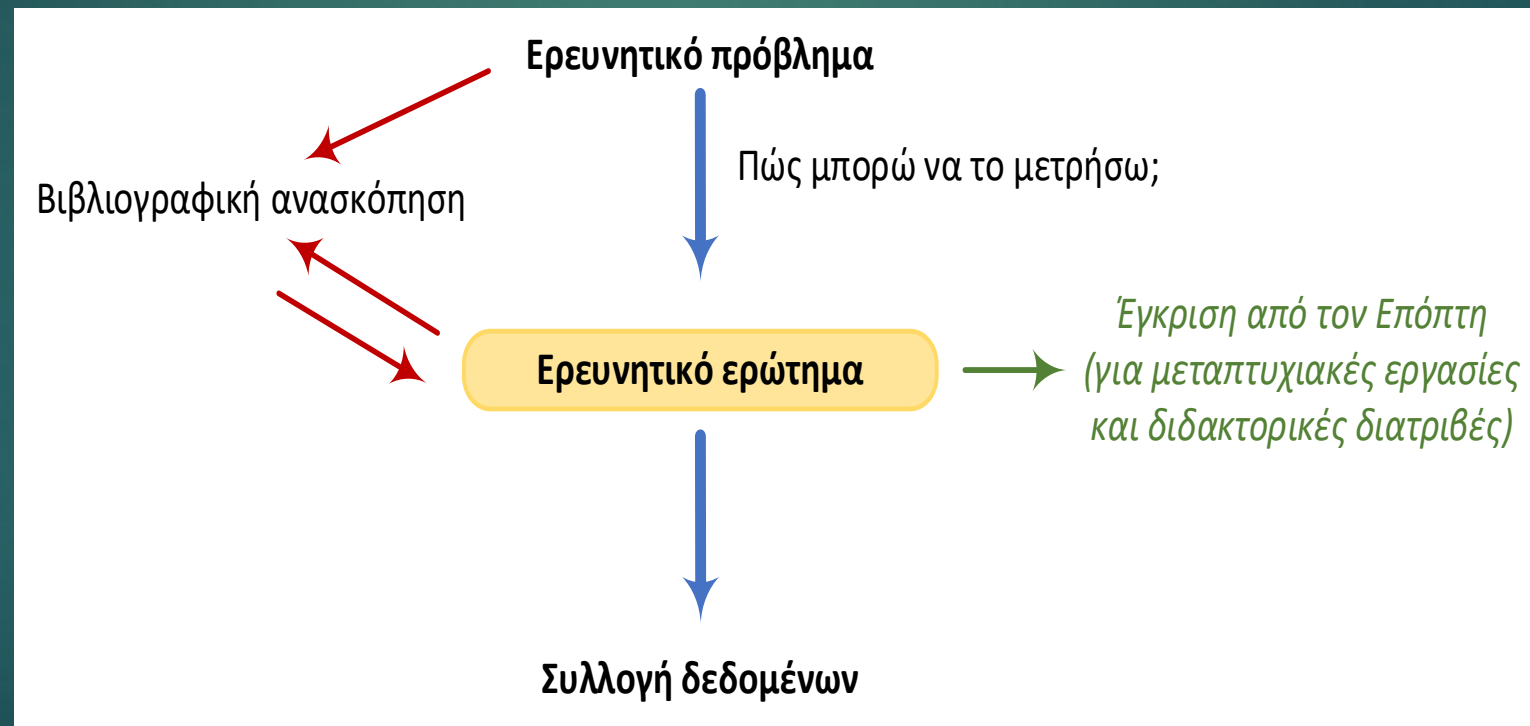 Ερευνητικό πρόβλημα
Πώς μπορώ να το μετρήσω;
Βιβλιογραφική ανασκόπηση
Ερευνητικό ερώτημα
Έγκριση από τον Επόπτη
(για μεταπτυχιακές εργασίες
και διδακτορικές διατριβές)
Συλλογή δεδομένων